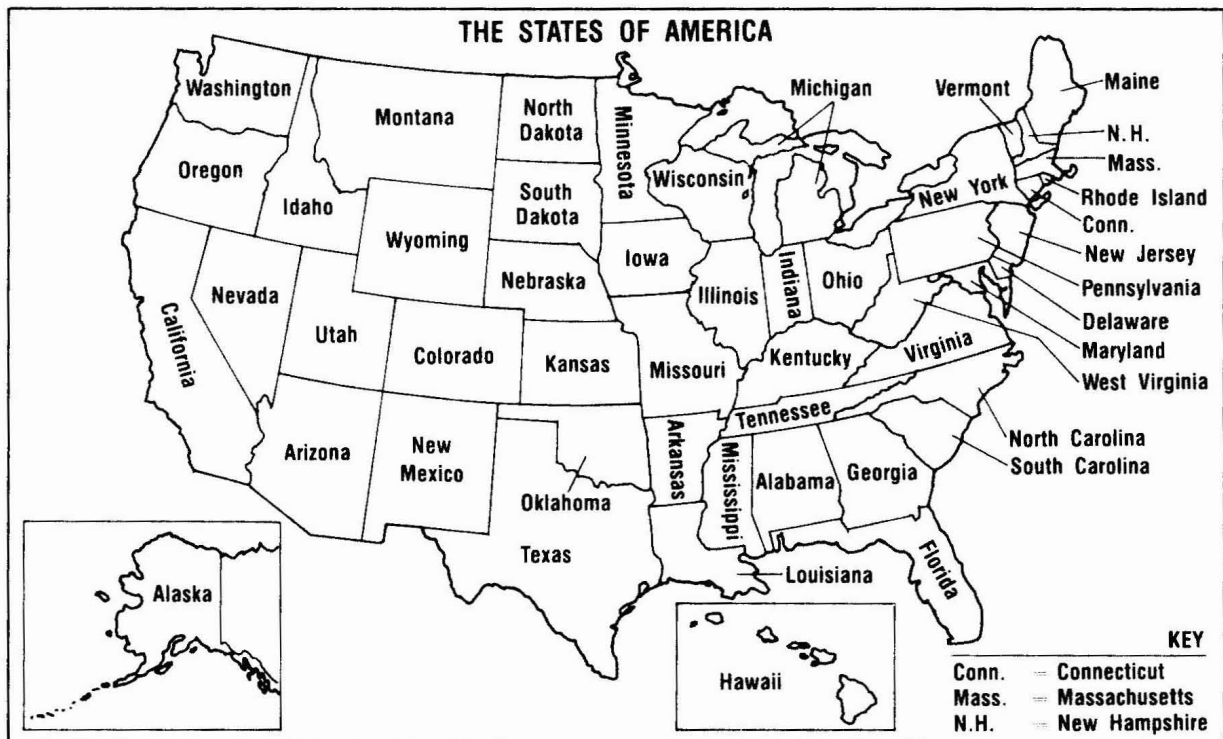 THE STATES OF AMERICA
Washington
Montana
North
Dakota
Minnesota
Michigan
Vermont
Maine
N.H.
Mass.
Oregon
Idaho
South
Dakota
Wisconsin
New York
Rhode Island
Conn.
Wyoming
New Jersey
Nevada
Nebraska
Iowa
Illinois
Indiana
Ohio
Pennsylvania
California
Utah
Colorado
Kansas
Missouri
Kentucky
Virginia
Delaware
Maryland
West Virginia
Tennessee
Arizona
New
Mexico
Oklahoma
Arkansas
Mississippi
Alabama
Georgia
North Carolina
South Carolina
Texas
Louisiana
Florida
Alaska
Hawaii
KEY
Conn. = Connecticut
Mass. = Massachusetts
N.H. = New Hampshire